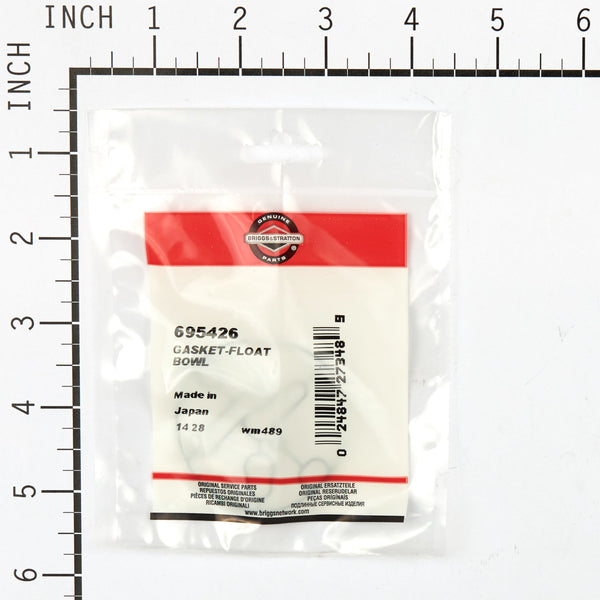 INCH 1 2 3 4 5 6
INCH
1
2
3
4
5
6
GENUINE
BRIGGS&STRATTON
PARTS
®
695426
GASKET-FLOAT
BOWL
Made in
Japan
14 28 wm489
0 24847 27348 9
ORIGINAL SERVICE PARTS
REPUESTOS ORIGINALES
PIÈCES DE RECHANGE D'ORIGINE
RICAMBI ORIGINALI
ORIGINAL ERSATZTEILE
ORIGINAL RESERVDELAR
PEÇAS ORIGINAIS
ПОДЛИННЫЕ СЕРВИСНЫЕ ИЗДЕЛИЯ
www.briggsnetwork.com